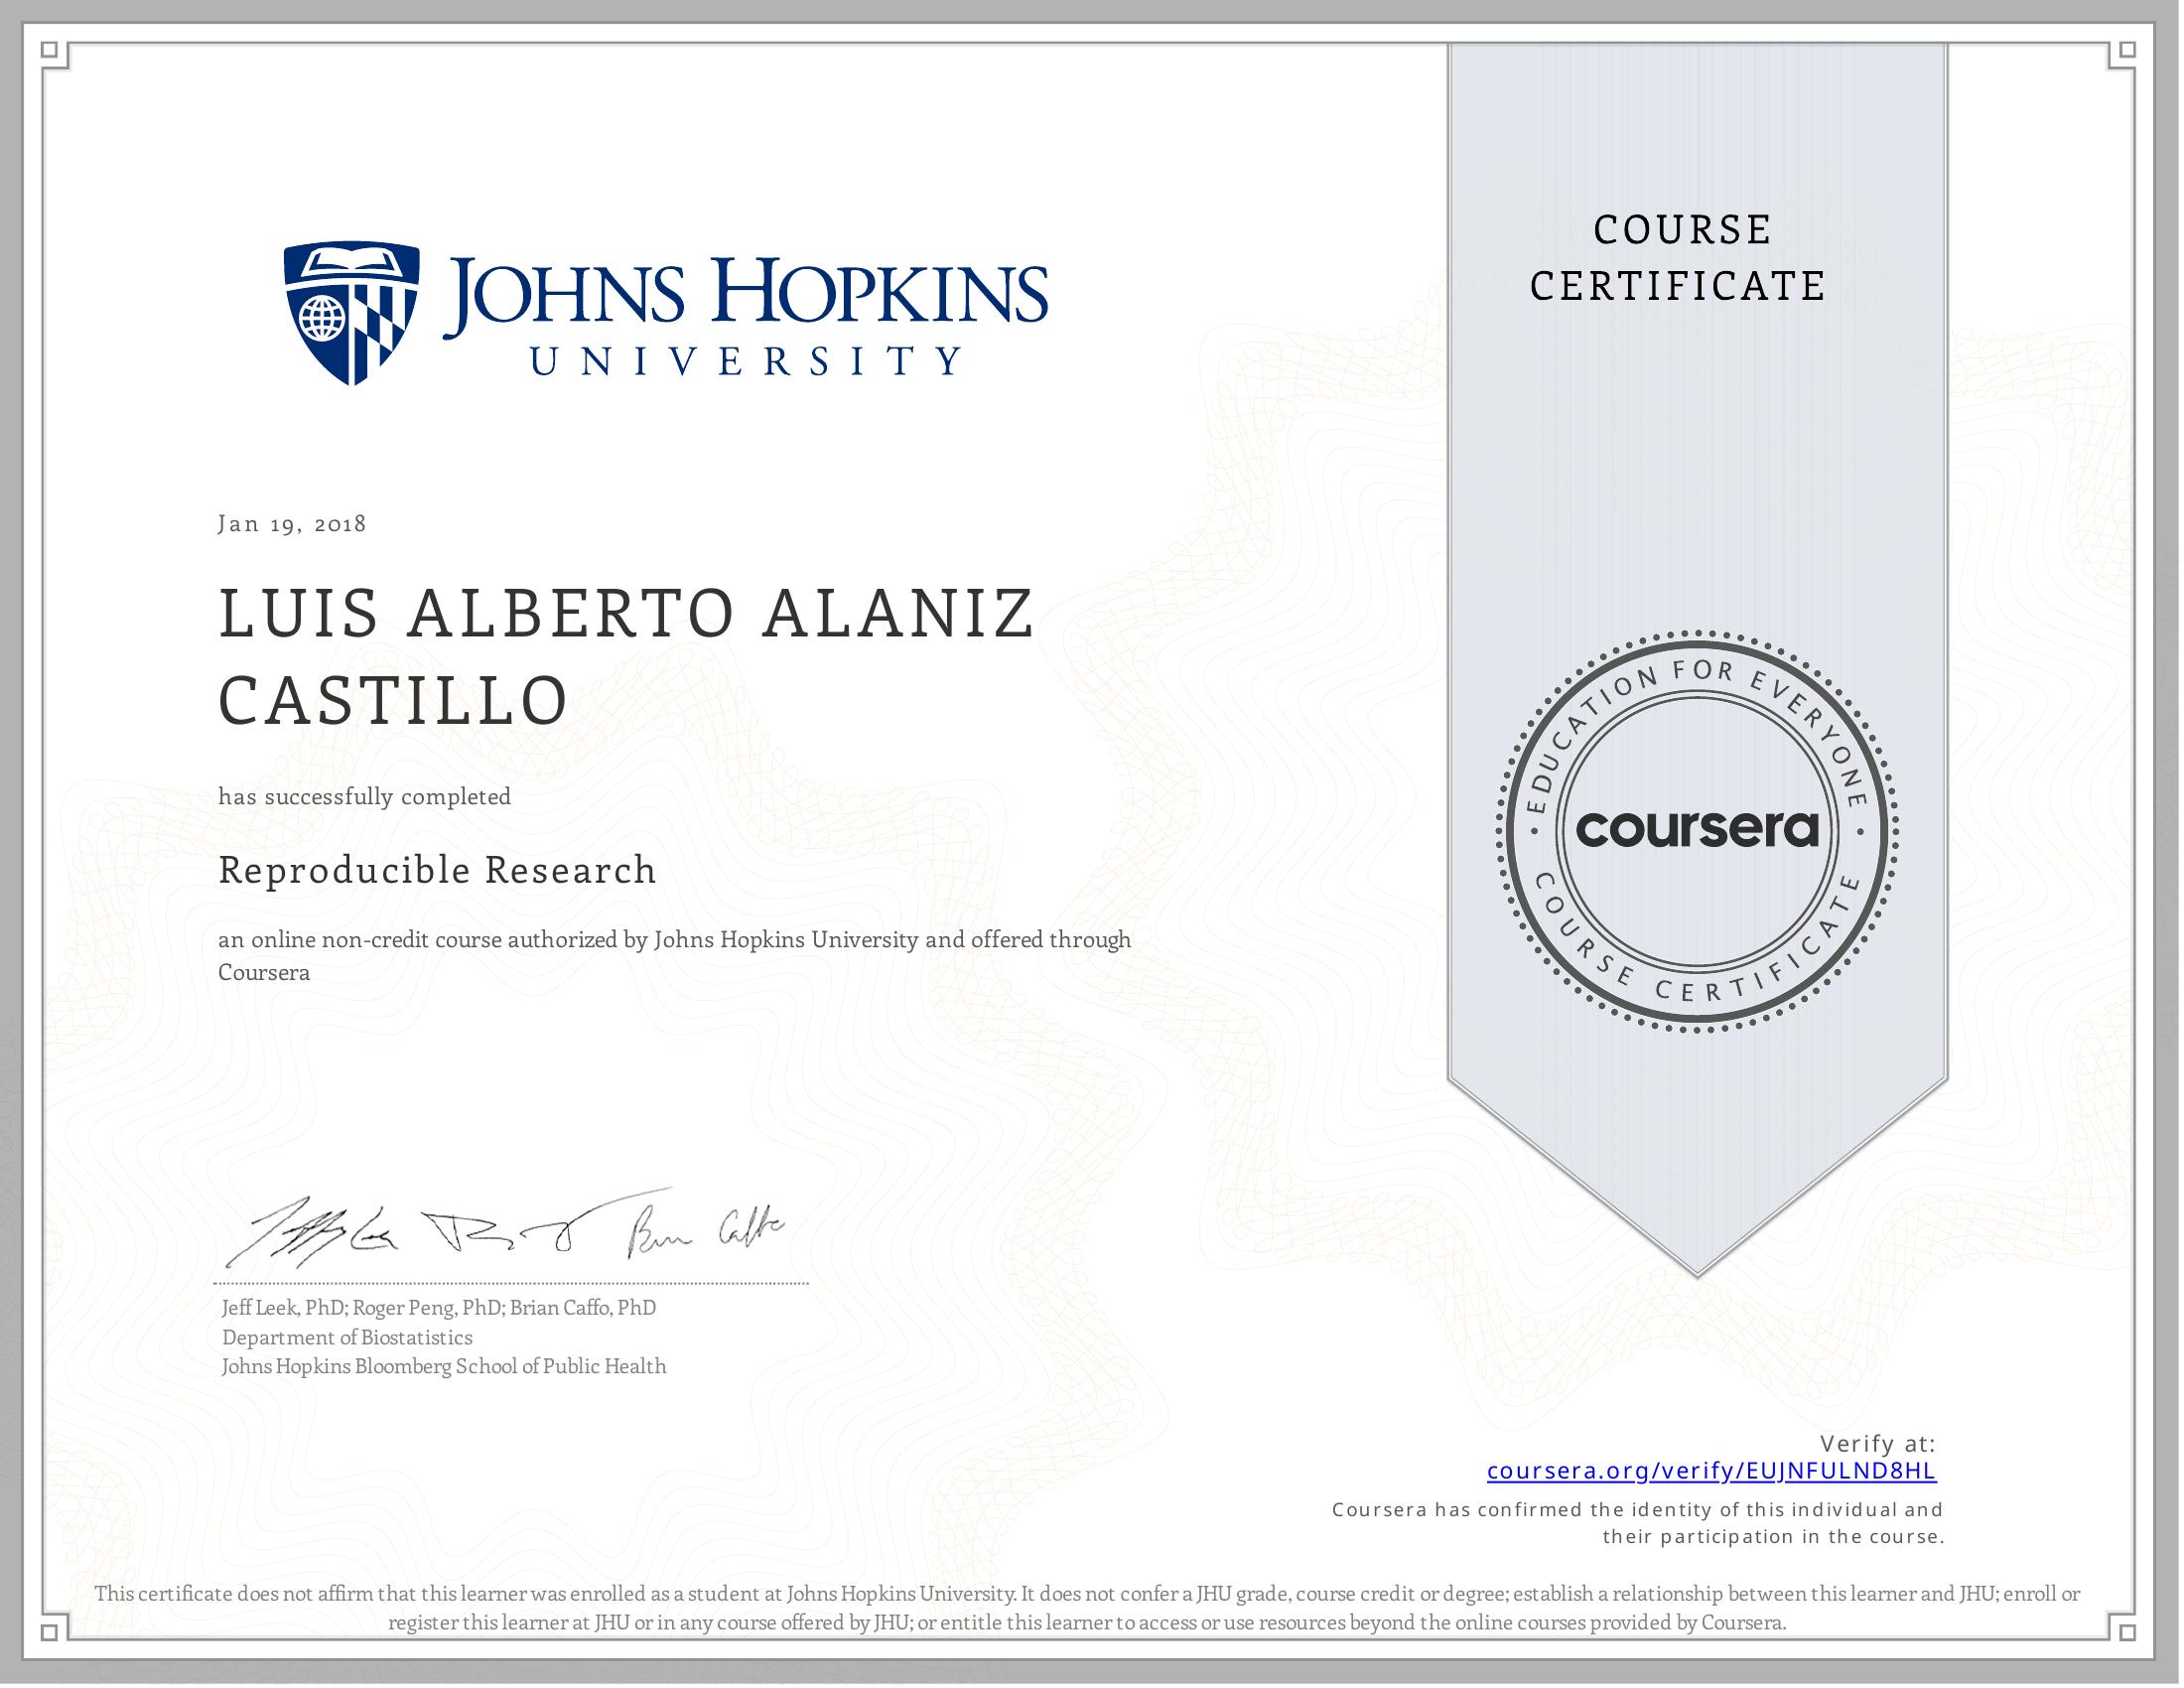 COURSE
CERTIFICATE
JOHNS HOPKINS
UNIVERSITY
Jan 19, 2018
LUIS ALBERTO ALANIZ
CASTILLO
has successfully completed
Reproducible Research
an online non-credit course authorized by Johns Hopkins University and offered through
Coursera
EDUCATION FOR EVERYONE
coursera
COURSE CERTIFICATE
Jeff Leek, PhD; Roger Peng, PhD; Brian Caffo, PhD
Department of Biostatistics
Johns Hopkins Bloomberg School of Public Health
Verify at:
coursera.org/verify/EUJNFULND8HL
Coursera has confirmed the identity of this individual and
their participation in the course.
This certificate does not affirm that this learner was enrolled as a student at Johns Hopkins University. It does not confer a JHU grade, course credit or degree; establish a relationship between this learner and JHU; enroll or
register this learner at JHU or in any course offered by JHU; or entitle this learner to access or use resources beyond the online courses provided by Coursera.